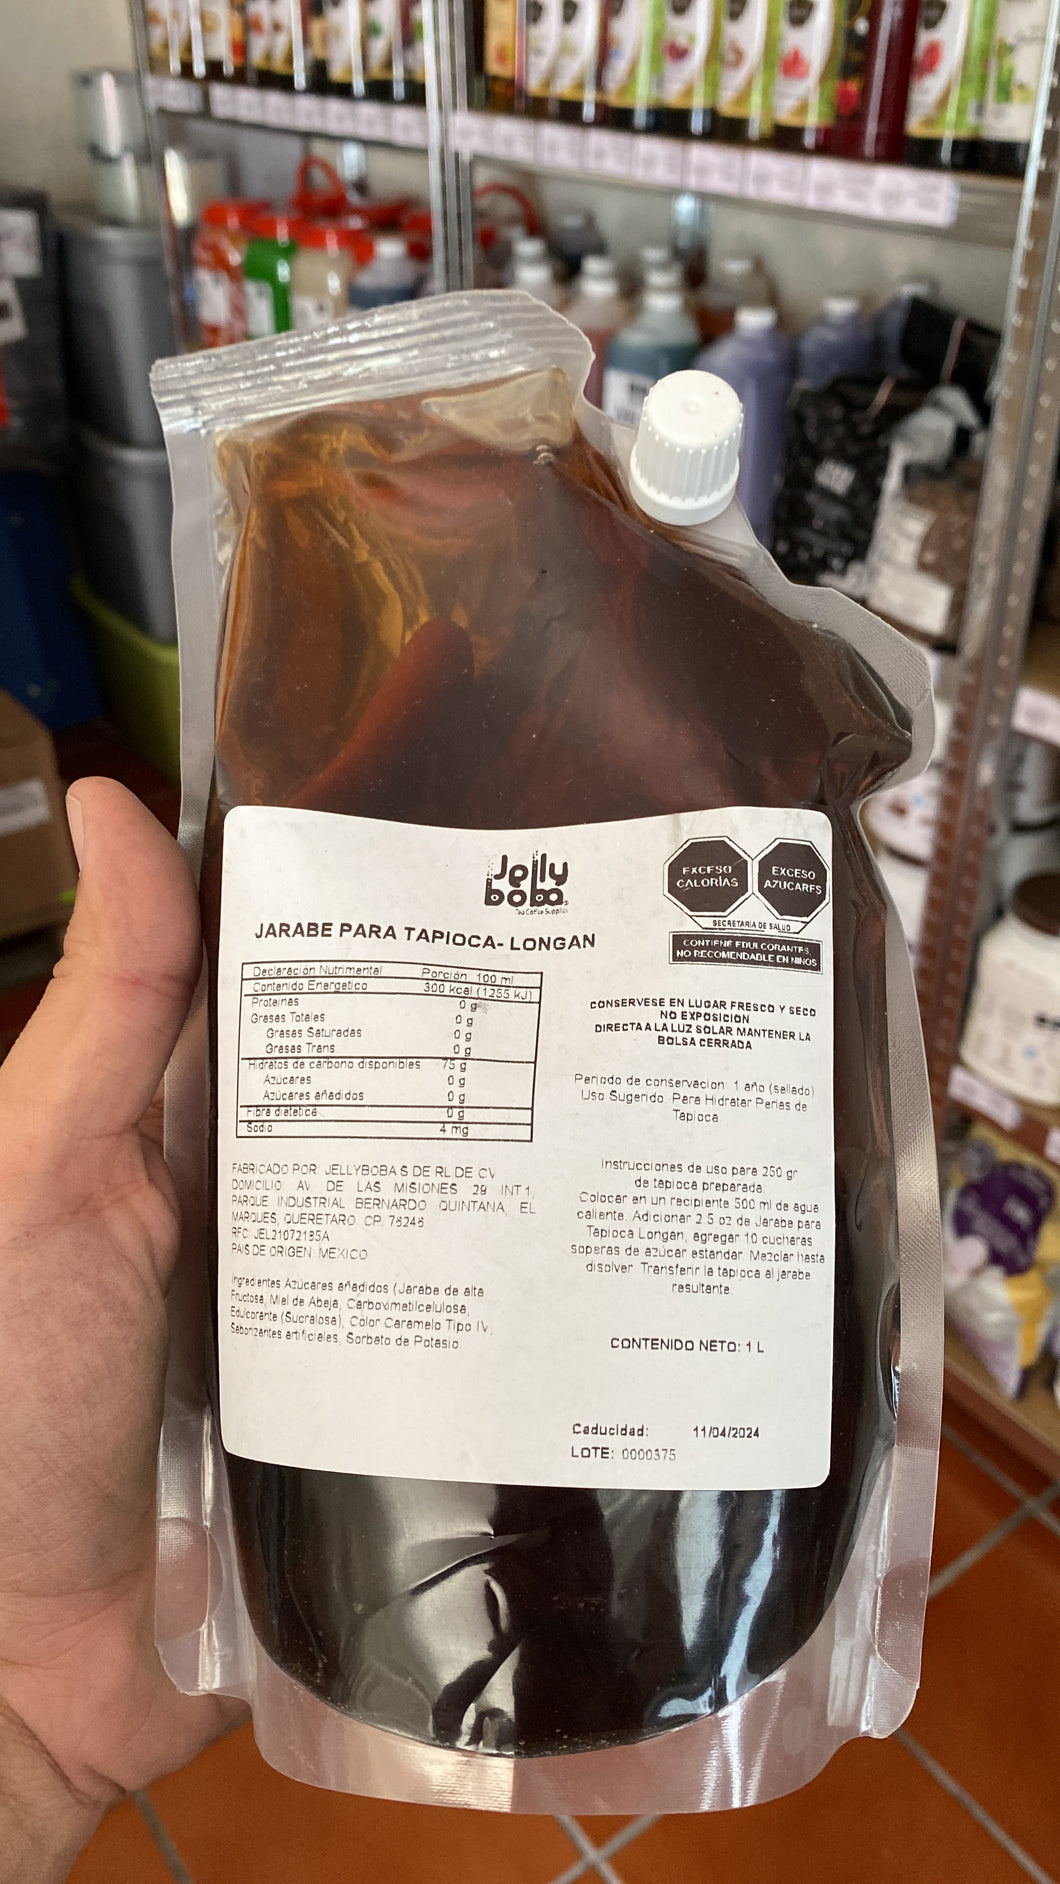 Jelly
boba
Tea Coffee Supplies
JARABE PARA TAPIOCA- LONGAN
EXCESO
CALORÍAS
EXCESO
AZÚCARES
SECRETARÍA DE SALUD
CONTIENE EDULCORANTES,
NO RECOMENDABLE EN NIÑOS
Declaración Nutrimental Porción 100 ml
Contenido Energetico 300 kcal (1255 kJ)
Proteinas 0 g
Grasas Totales 0 g
Grasas Saturadas 0 g
Grasas Trans 0 g
Hidratos de carbono disponibles 75 g
Azúcares 0 g
Azúcares añadidos 0 g
Fibra dietetica 0 g
Sodio 4 mg
FABRICADO POR: JELLYBOBA S DE RL DE CV
DOMICILIO: AV. DE LAS MISIONES 29 INT 1
PARQUE INDUSTRIAL BERNARDO QUINTANA, EL
MARQUES, QUERETARO. CP. 76246
RFC: JEL21072185A
PAIS DE ORIGEN MEXICO
Ingredientes Azúcares añadidos (Jarabe de alta
Fructosa, Miel de Abeja, Carboximetilcelulosa,
Edulcorante (Sucralosa), Color Caramelo Tipo IV,
Saborizantes artificiales, Sorbato de Potasio
CONSERVESE EN LUGAR FRESCO Y SECO
NO EXPOSICION
DIRECTA A LA LUZ SOLAR MANTENER LA
BOLSA CERRADA
Periodo de conservacion 1 año (sellado)
Uso Sugerido Para Hidratar Perlas de
Tapioca
Instrucciones de uso para 250 gr
de tapioca preparada.
Colocar en un recipiente 500 ml de agua
caliente. Adicionar 2.5 oz de Jarabe para
Tapioca Longan, agregar 10 cucharas
soperas de azúcar estandar. Mezclar hasta
disolver. Transferir la tapioca al jarabe
resultante.
CONTENIDO NETO: 1 L
Caducidad: 11/04/2024
LOTE: 0000375